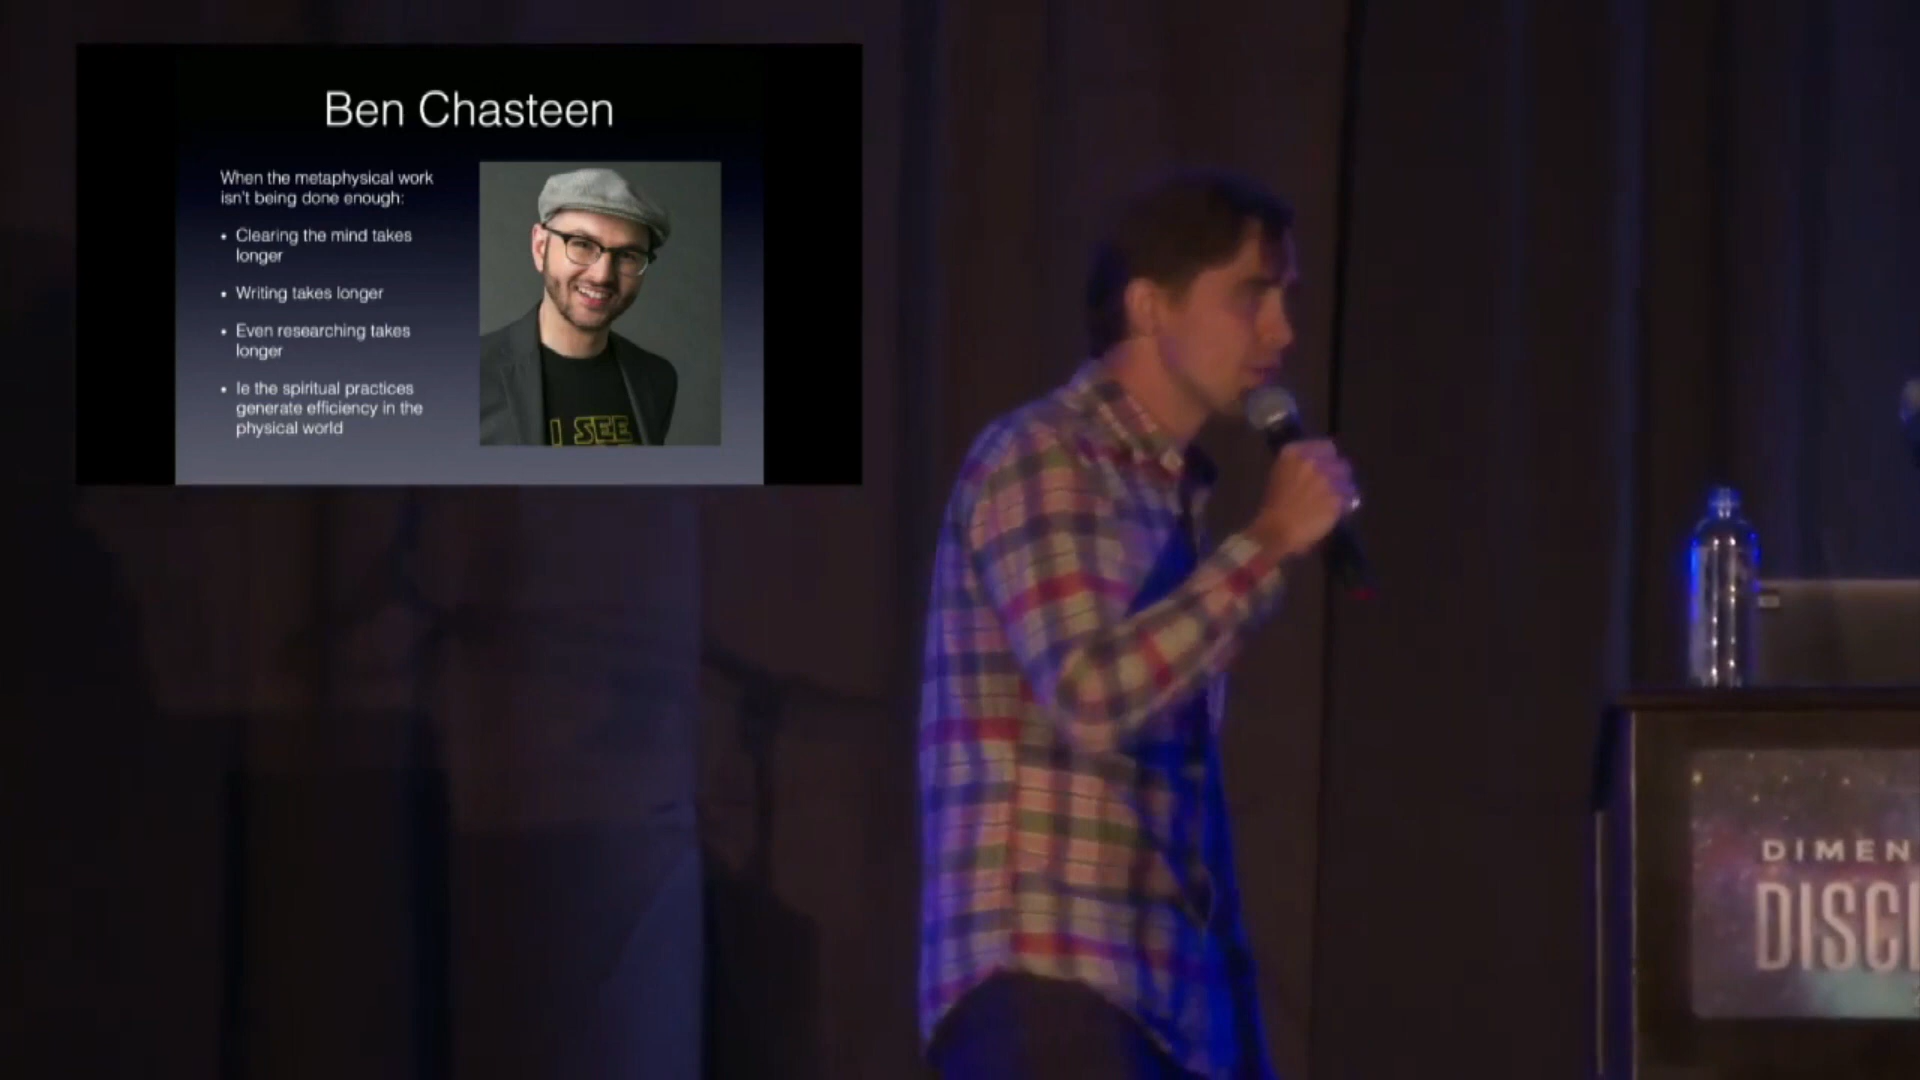 Ben Chasteen
When the metaphysical work
isn't being done enough:
• Clearing the mind takes
longer
• Writing takes longer
• Even researching takes
longer
• Ie the spiritual practices
generate efficiency in the
physical world
I SEE
DIMEN
DISCL